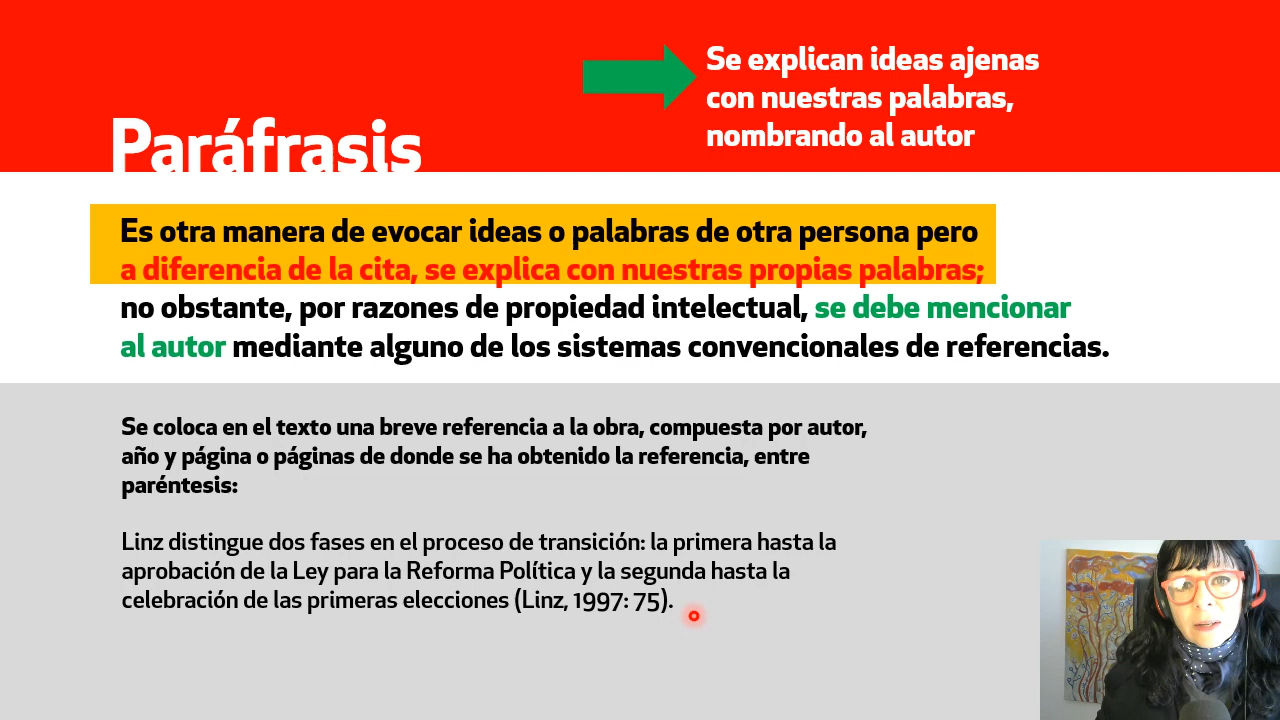 Paráfrasis
Se explican ideas ajenas
con nuestras palabras,
nombrando al autor
Es otra manera de evocar ideas o palabras de otra persona pero
a diferencia de la cita, se explica con nuestras propias palabras;
no obstante, por razones de propiedad intelectual, se debe mencionar
al autor mediante alguno de los sistemas convencionales de referencias.
Se coloca en el texto una breve referencia a la obra, compuesta por autor,
año y página o páginas de donde se ha obtenido la referencia, entre
paréntesis:
Linz distingue dos fases en el proceso de transición: la primera hasta la
aprobación de la Ley para la Reforma Política y la segunda hasta la
celebración de las primeras elecciones (Linz, 1997: 75).